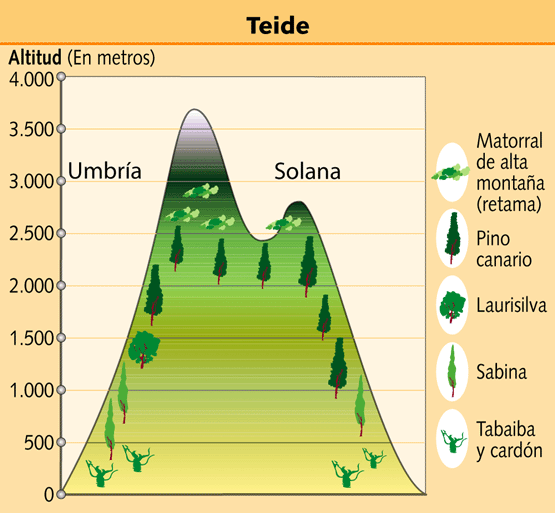 Teide
Altitud (En metros)
4.000
3.500
3.000
2.500
2.000
1.500
1.000
500
0
Umbría
Solana
Matorral
de alta
montaña
(retama)
Pino
canario
Laurisilva
Sabina
Tabaiba
y cardón